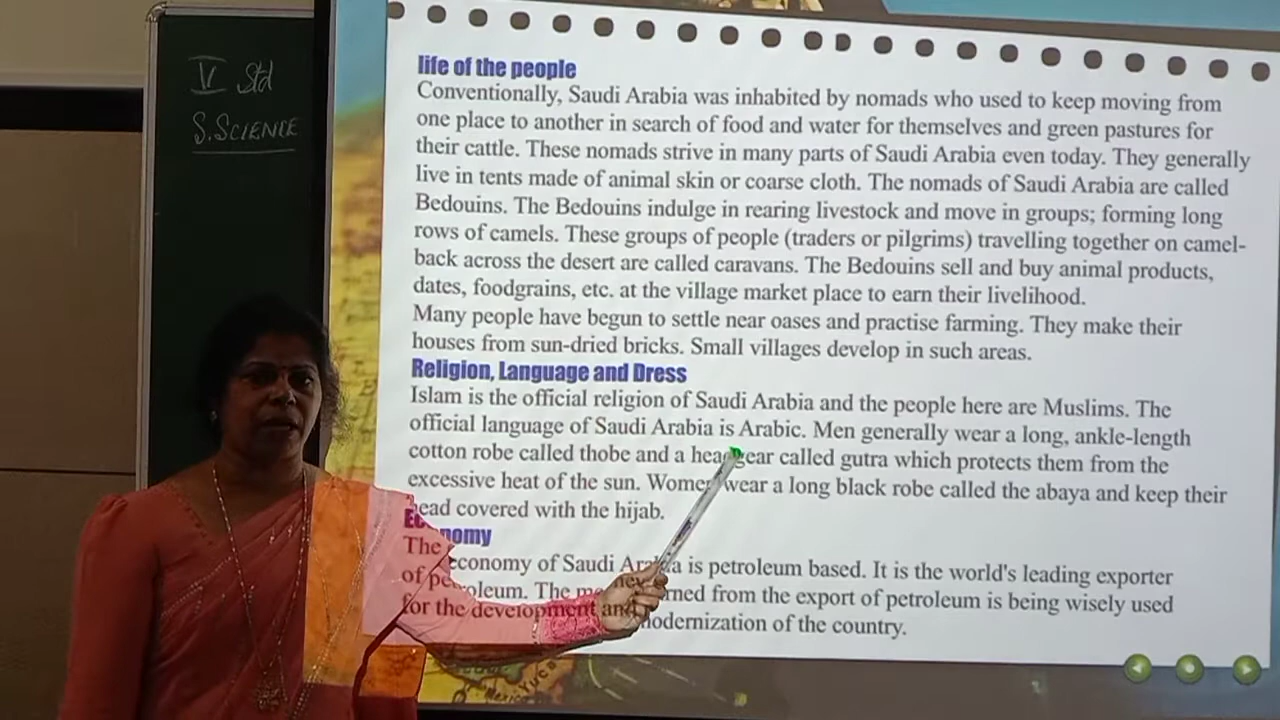 V Std
S. SCIENCE
life of the people
Conventionally, Saudi Arabia was inhabited by nomads who used to keep moving from
one place to another in search of food and water for themselves and green pastures for
their cattle. These nomads strive in many parts of Saudi Arabia even today. They generally
live in tents made of animal skin or coarse cloth. The nomads of Saudi Arabia are called
Bedouins. The Bedouins indulge in rearing livestock and move in groups; forming long
rows of camels. These groups of people (traders or pilgrims) travelling together on camel-
back across the desert are called caravans. The Bedouins sell and buy animal products,
dates, foodgrains, etc. at the village market place to earn their livelihood.
Many people have begun to settle near oases and practise farming. They make their
houses from sun-dried bricks. Small villages develop in such areas.
Religion, Language and Dress
Islam is the official religion of Saudi Arabia and the people here are Muslims. The
official language of Saudi Arabia is Arabic. Men generally wear a long, ankle-length
cotton robe called thobe and a headgear called gutra which protects them from the
excessive heat of the sun. Women wear a long black robe called the abaya and keep their
head covered with the hijab.
Economy
The economy of Saudi Arabia is petroleum based. It is the world's leading exporter
of petroleum. The money earned from the export of petroleum is being wisely used
for the development and modernization of the country.